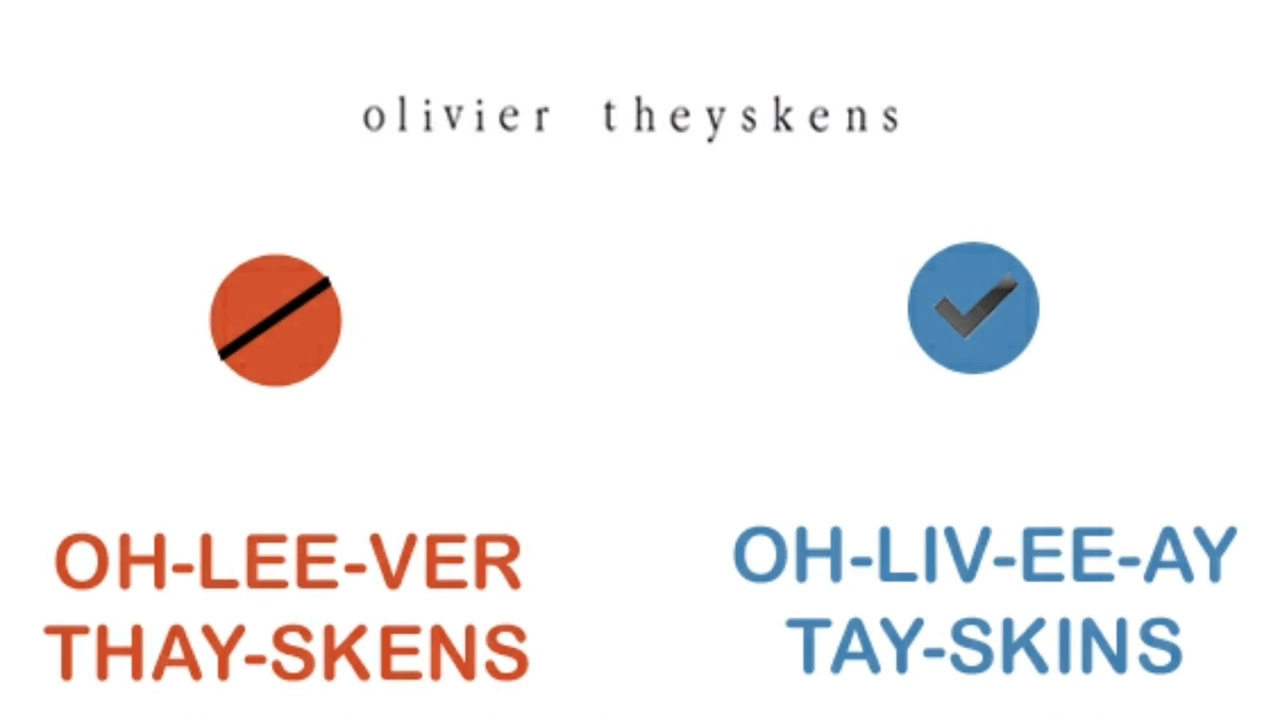 olivier theyskens
OH-LEE-VER
THAY-SKENS
OH-LIV-EE-AY
TAY-SKINS